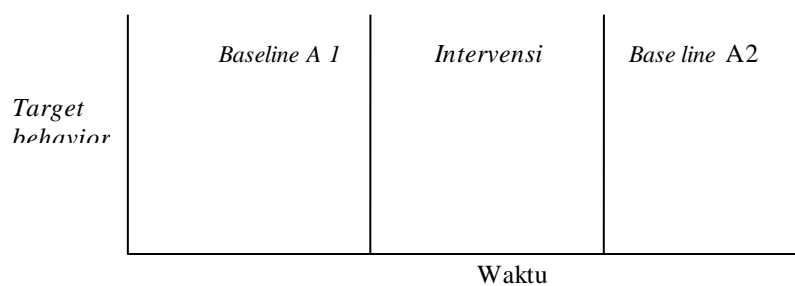 Baseline A 1
Intervensi
Base line A2
Target
behavior
Waktu